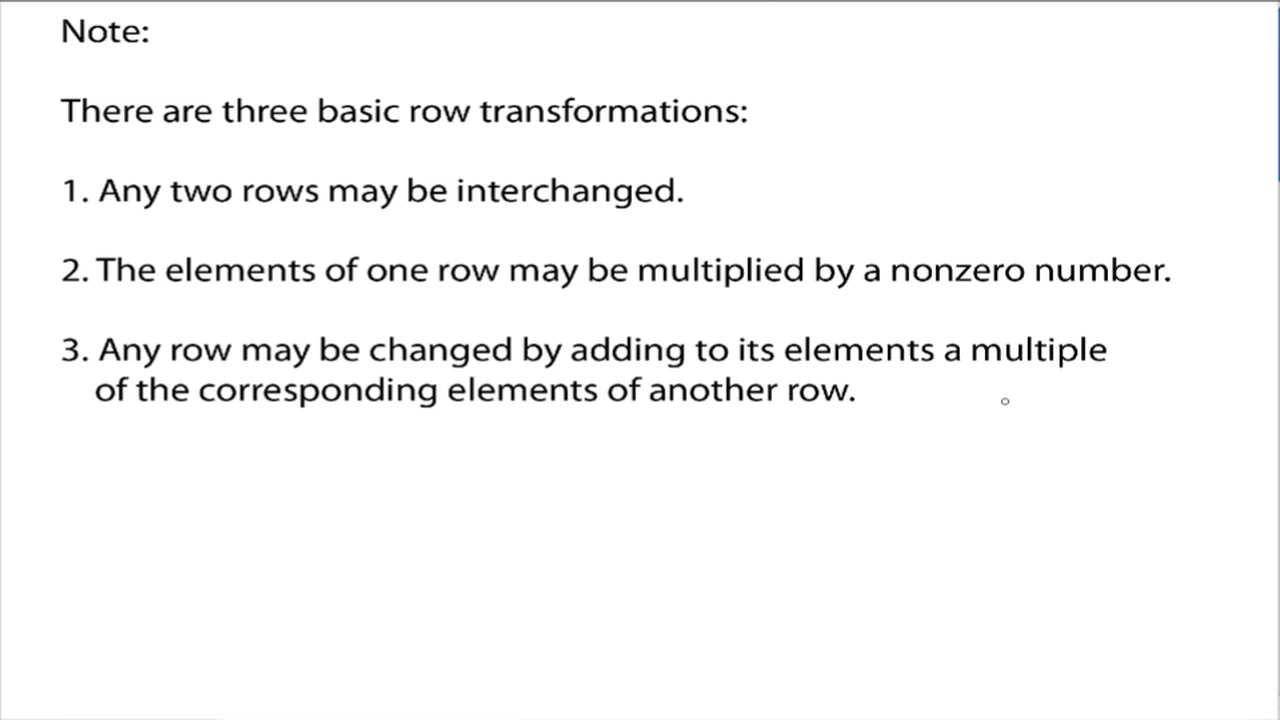 Note:
There are three basic row transformations:
1. Any two rows may be interchanged.
2. The elements of one row may be multiplied by a nonzero number.
3. Any row may be changed by adding to its elements a multiple
of the corresponding elements of another row.